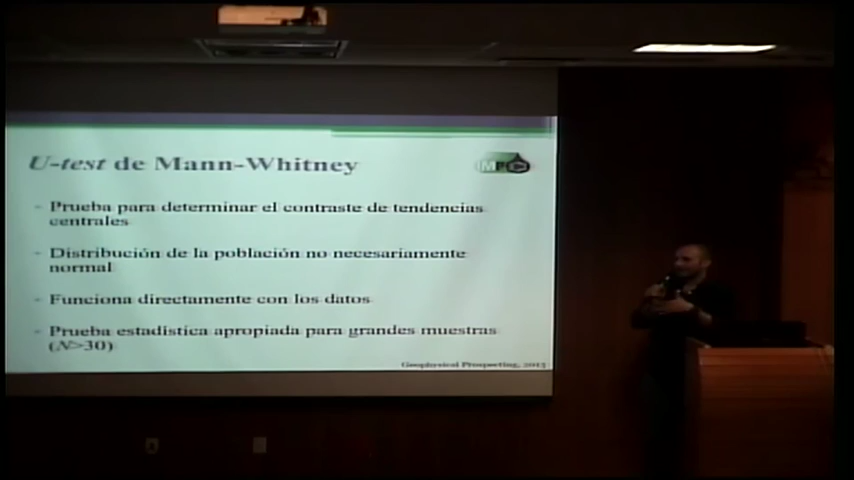 U-test de Mann-Whitney
- Prueba para determinar el contraste de tendencias
centrales
- Distribución de la población no necesariamente
normal
- Funciona directamente con los datos
- Prueba estadística apropiada para grandes muestras
(N>30)
Geophysical Prospecting, 2013